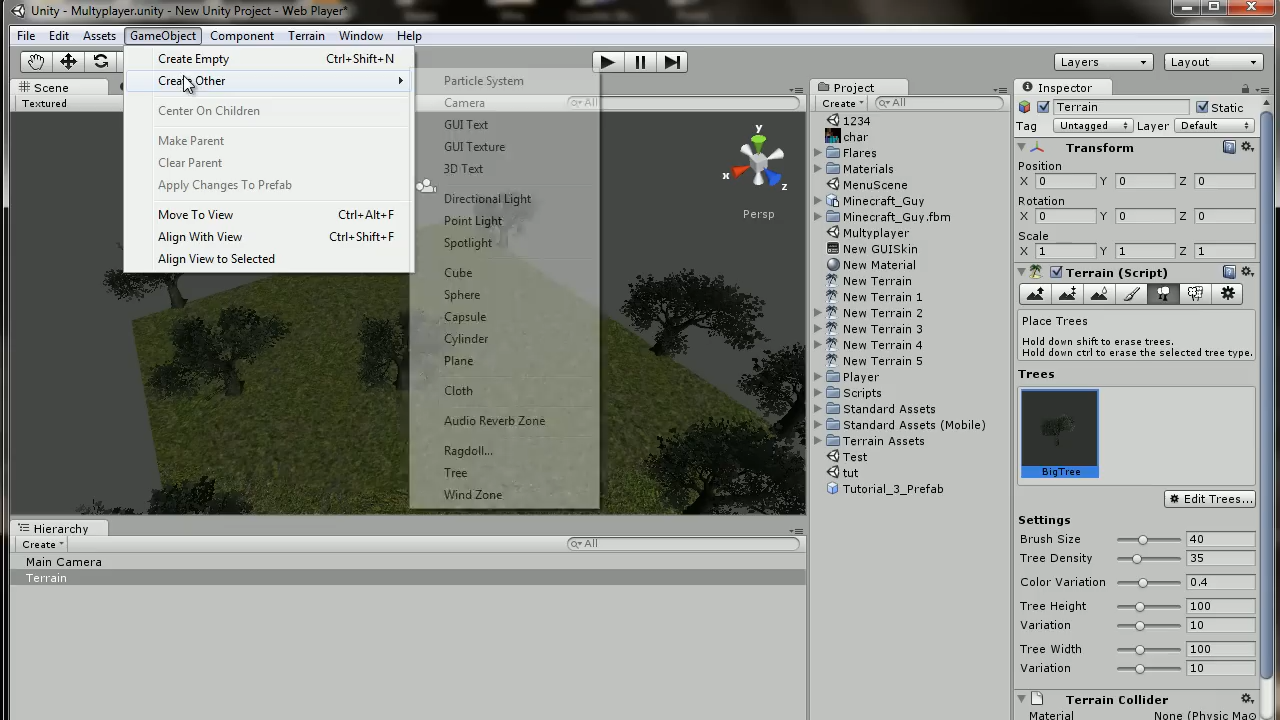 Unity - Multyplayer.unity - New Unity Project - Web Player*
File Edit Assets GameObject Component Terrain Window Help
Layers Layout
Create Empty Ctrl+Shift+N
Create Other
Center On Children
Make Parent
Clear Parent
Apply Changes To Prefab
Move To View Ctrl+Alt+F
Align With View Ctrl+Shift+F
Align View to Selected
Particle System
Camera
GUI Text
GUI Texture
3D Text
Directional Light
Point Light
Spotlight
Cube
Sphere
Capsule
Cylinder
Plane
Cloth
Audio Reverb Zone
Ragdoll...
Tree
Wind Zone
Scene
Textured
All
y
x
z
Persp
Hierarchy
Create All
Main Camera
Terrain
Project
Create All
1234
char
Flares
Materials
MenuScene
Minecraft_Guy
Minecraft_Guy.fbm
Multyplayer
New GUISkin
New Material
New Terrain
New Terrain 1
New Terrain 2
New Terrain 3
New Terrain 4
New Terrain 5
Player
Scripts
Standard Assets
Standard Assets (Mobile)
Terrain Assets
Test
tut
Tutorial_3_Prefab
Inspector
Terrain Static
Tag Untagged Layer Default
Transform
Position
X 0 Y 0 Z 0
Rotation
X 0 Y 0 Z 0
Scale
X 1 Y 1 Z 1
Terrain (Script)
Place Trees
Hold down shift to erase trees.
Hold down ctrl to erase the selected tree type.
Trees
BigTree
Edit Trees...
Settings
Brush Size 40
Tree Density 35
Color Variation 0.4
Tree Height 100
Variation 10
Tree Width 100
Variation 10
Terrain Collider
Material None (Physic Ma